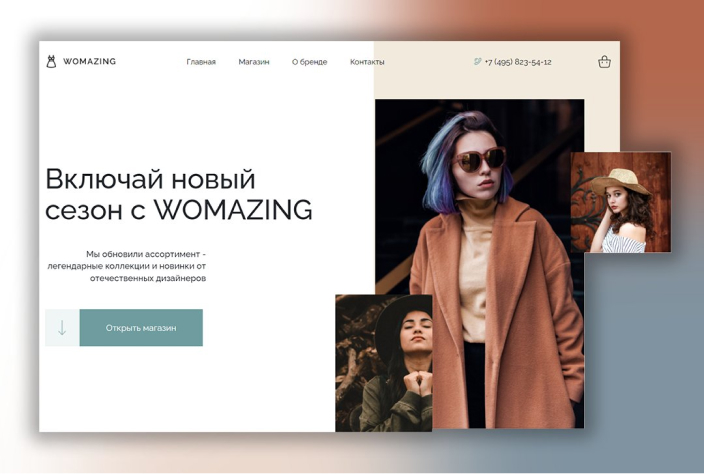 WOMAZING
Главная
Магазин
О бренде
Контакты
+7 (495) 823-54-12
Включай новый
сезон с WOMAZING
Мы обновили ассортимент -
легендарные коллекции и новинки от
отечественных дизайнеров
Открыть магазин